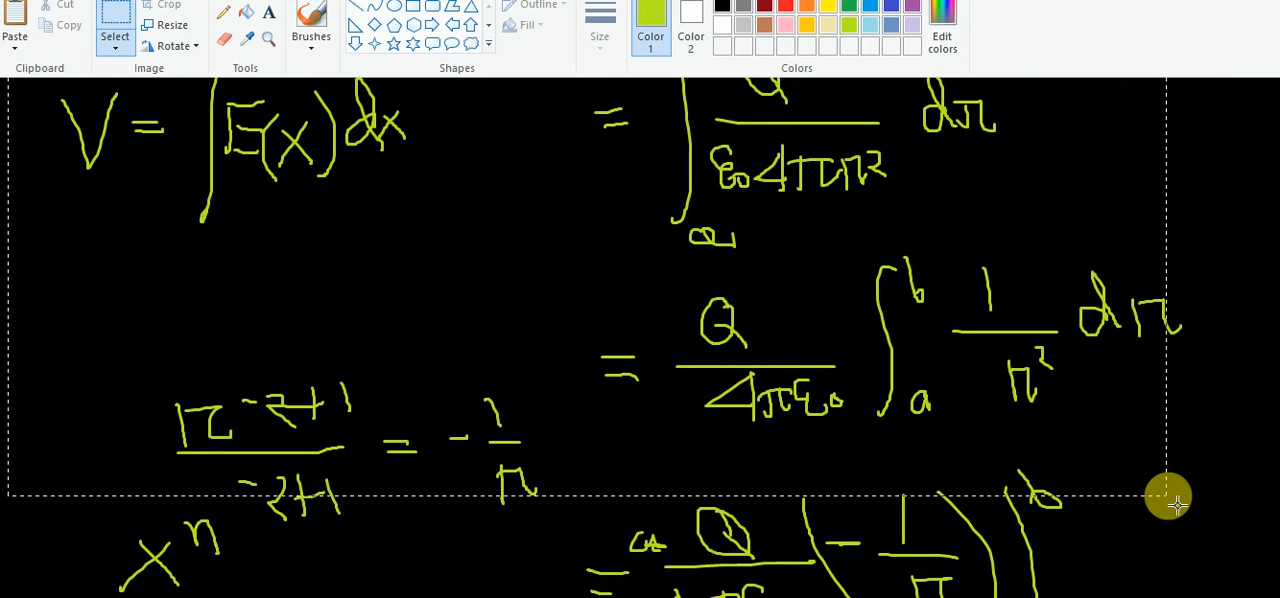 Paste Cut Copy Clipboard
Select Crop Resize Rotate Image
A Tools
Brushes
Outline Fill Shapes
Size
Color 1 Color 2 Edit colors Colors
V = ∫ E(x) dx
= ∫ₐ Q / (ε₀4πr²) dr
= Q / (4πε₀) ∫ₐᵇ 1 / r² dr
r⁻²⁺¹ / (-2+1) = - 1/r
xⁿ
= Q ( - 1/r ) |ᵇ